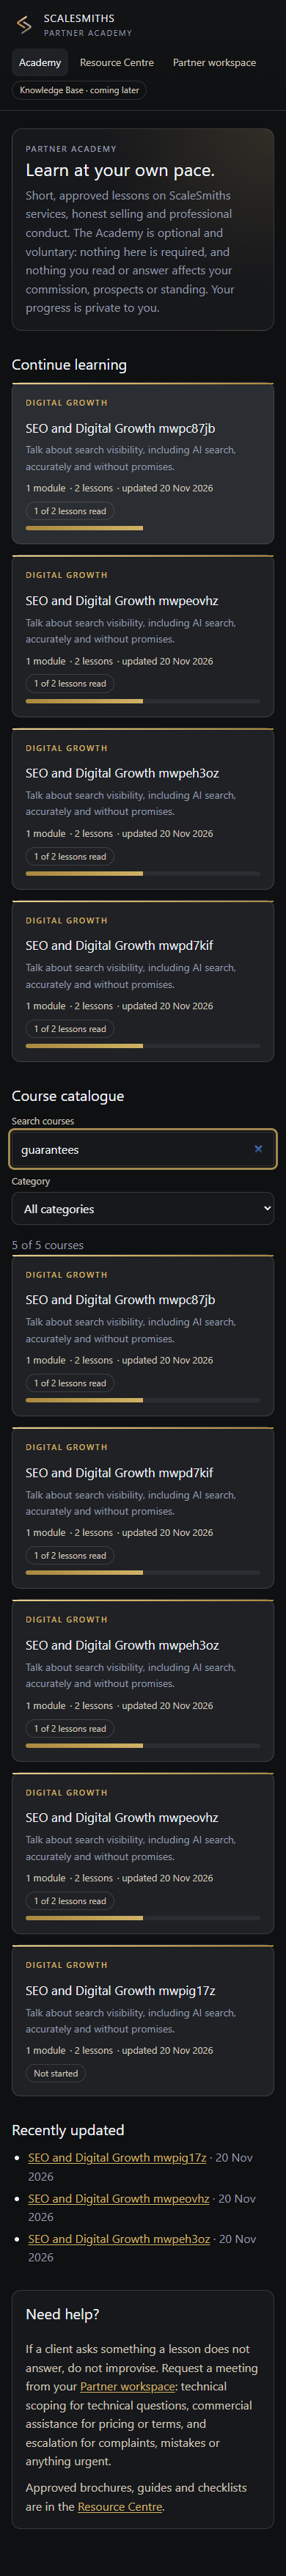 SCALESMITHS
PARTNER ACADEMY
Academy
Resource Centre
Partner workspace
Knowledge Base · coming later
PARTNER ACADEMY
Learn at your own pace.
Short, approved lessons on ScaleSmiths
services, honest selling and professional
conduct. The Academy is optional and
voluntary: nothing here is required, and
nothing you read or answer affects your
commission, prospects or standing. Your
progress is private to you.
Continue learning
DIGITAL GROWTH
SEO and Digital Growth mwpc87jb
Talk about search visibility, including AI search,
accurately and without promises.
1 module · 2 lessons · updated 20 Nov 2026
1 of 2 lessons read
DIGITAL GROWTH
SEO and Digital Growth mwpeovhz
Talk about search visibility, including AI search,
accurately and without promises.
1 module · 2 lessons · updated 20 Nov 2026
1 of 2 lessons read
DIGITAL GROWTH
SEO and Digital Growth mwpeh3oz
Talk about search visibility, including AI search,
accurately and without promises.
1 module · 2 lessons · updated 20 Nov 2026
1 of 2 lessons read
DIGITAL GROWTH
SEO and Digital Growth mwpd7kif
Talk about search visibility, including AI search,
accurately and without promises.
1 module · 2 lessons · updated 20 Nov 2026
1 of 2 lessons read
Course catalogue
Search courses
guarantees
Category
All categories
5 of 5 courses
DIGITAL GROWTH
SEO and Digital Growth mwpc87jb
Talk about search visibility, including AI search,
accurately and without promises.
1 module · 2 lessons · updated 20 Nov 2026
1 of 2 lessons read
DIGITAL GROWTH
SEO and Digital Growth mwpd7kif
Talk about search visibility, including AI search,
accurately and without promises.
1 module · 2 lessons · updated 20 Nov 2026
1 of 2 lessons read
DIGITAL GROWTH
SEO and Digital Growth mwpeh3oz
Talk about search visibility, including AI search,
accurately and without promises.
1 module · 2 lessons · updated 20 Nov 2026
1 of 2 lessons read
DIGITAL GROWTH
SEO and Digital Growth mwpeovhz
Talk about search visibility, including AI search,
accurately and without promises.
1 module · 2 lessons · updated 20 Nov 2026
1 of 2 lessons read
DIGITAL GROWTH
SEO and Digital Growth mwpig17z
Talk about search visibility, including AI search,
accurately and without promises.
1 module · 2 lessons · updated 20 Nov 2026
Not started
Recently updated
SEO and Digital Growth mwpig17z · 20 Nov
2026
SEO and Digital Growth mwpeovhz · 20 Nov
2026
SEO and Digital Growth mwpeh3oz · 20 Nov
2026
Need help?
If a client asks something a lesson does not
answer, do not improvise. Request a meeting
from your Partner workspace: technical
scoping for technical questions, commercial
assistance for pricing or terms, and
escalation for complaints, mistakes or
anything urgent.
Approved brochures, guides and checklists
are in the Resource Centre.